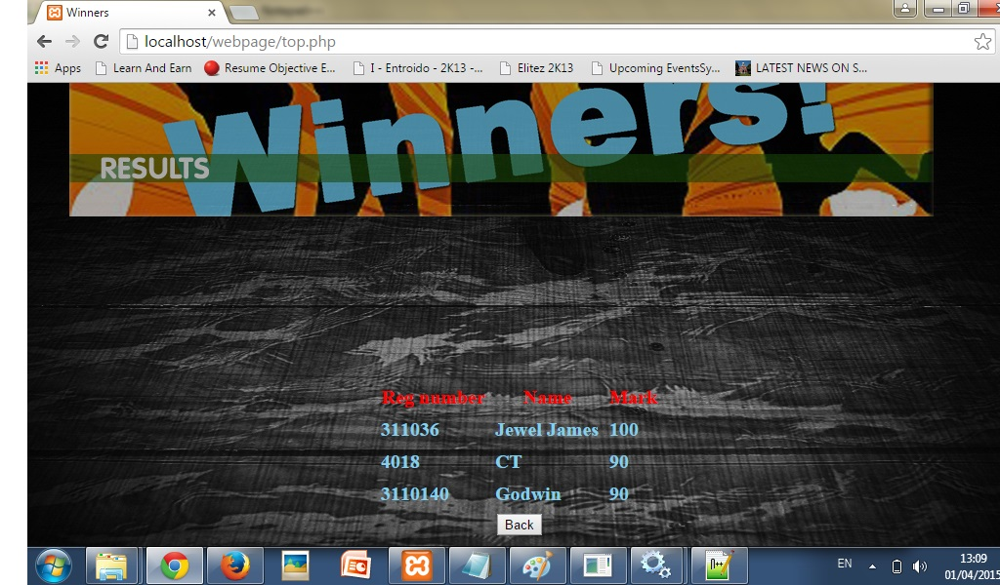 Winners
localhost/webpage/top.php
Apps Learn And Earn Resume Objective E... I - Entroido - 2K13 -... Elitez 2K13 Upcoming EventsSy... LATEST NEWS ON S...
Winners!
RESULTS
Reg number Name Mark
311036 Jewel James 100
4018 CT 90
3110140 Godwin 90
Back
EN
13:09
01/04/2015